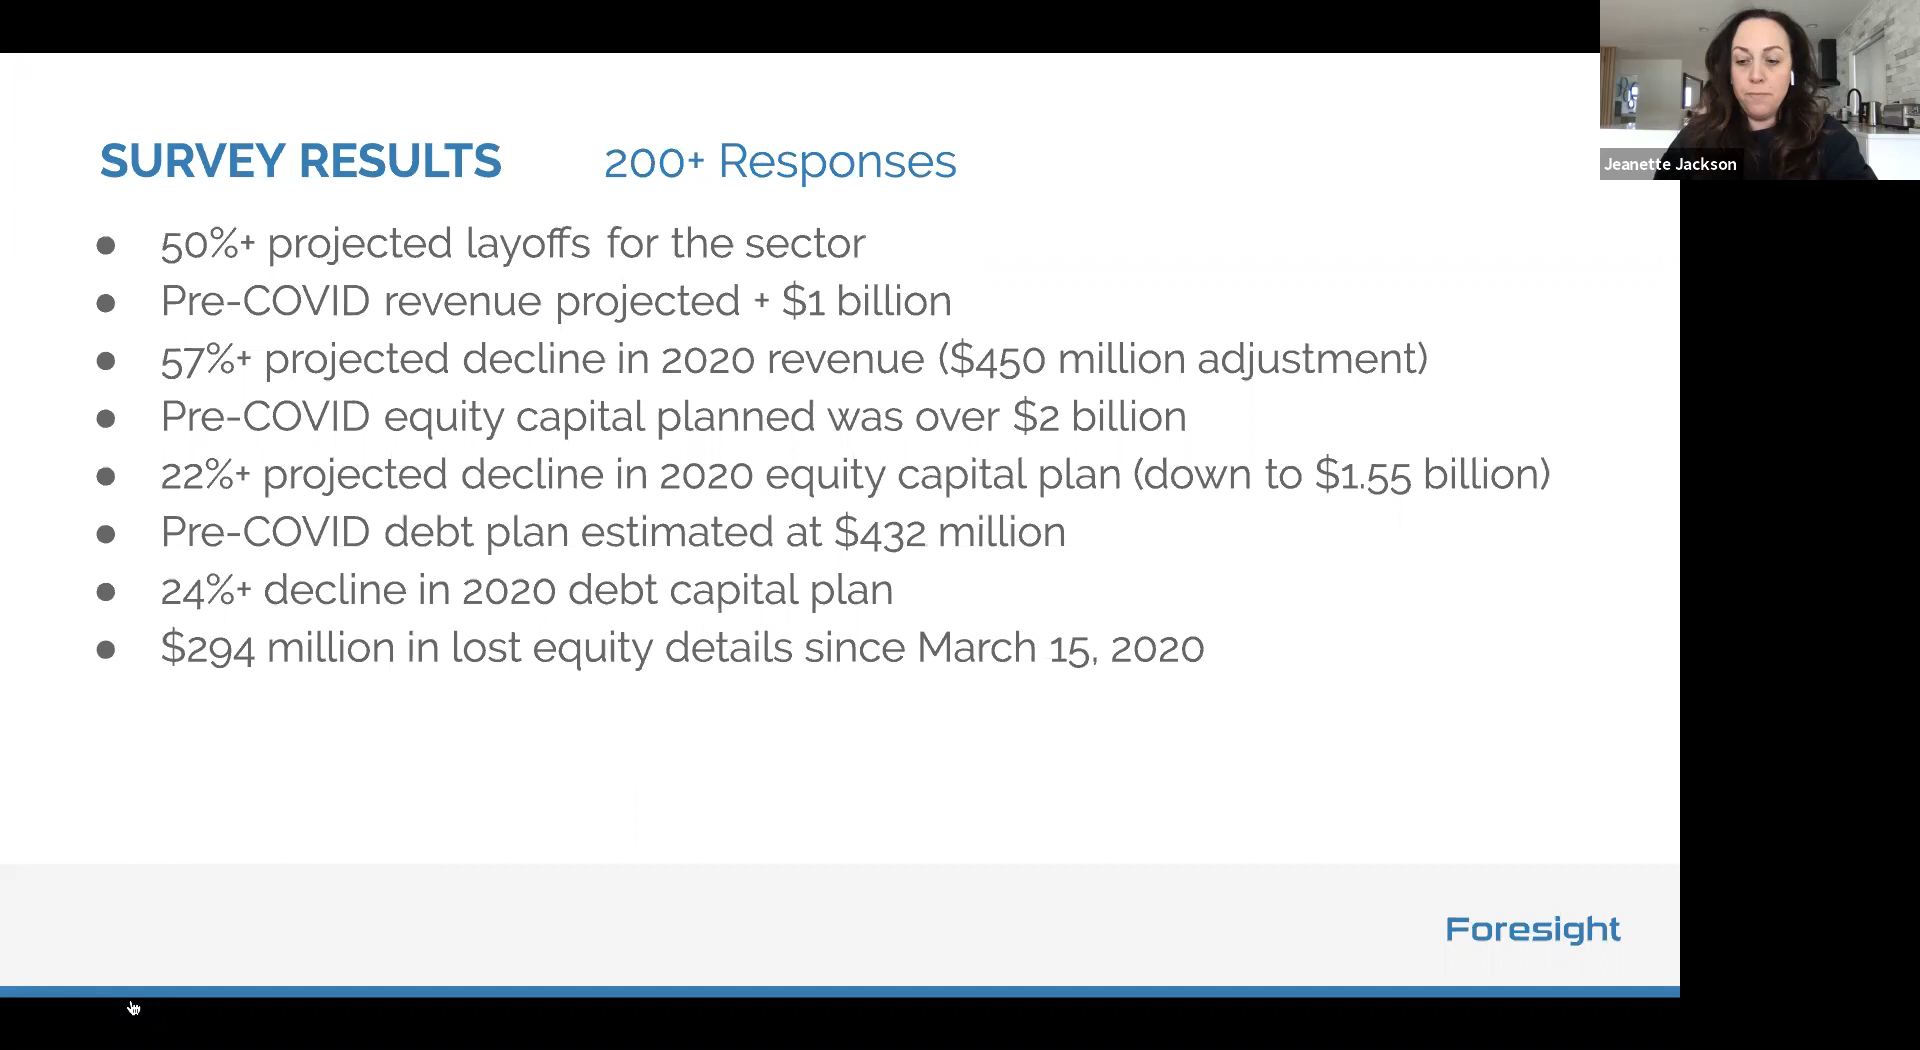 SURVEY RESULTS 200+ Responses
● 50%+ projected layoffs for the sector
● Pre-COVID revenue projected + $1 billion
● 57%+ projected decline in 2020 revenue ($450 million adjustment)
● Pre-COVID equity capital planned was over $2 billion
● 22%+ projected decline in 2020 equity capital plan (down to $1.55 billion)
● Pre-COVID debt plan estimated at $432 million
● 24%+ decline in 2020 debt capital plan
● $294 million in lost equity details since March 15, 2020
Foresight
Jeanette Jackson